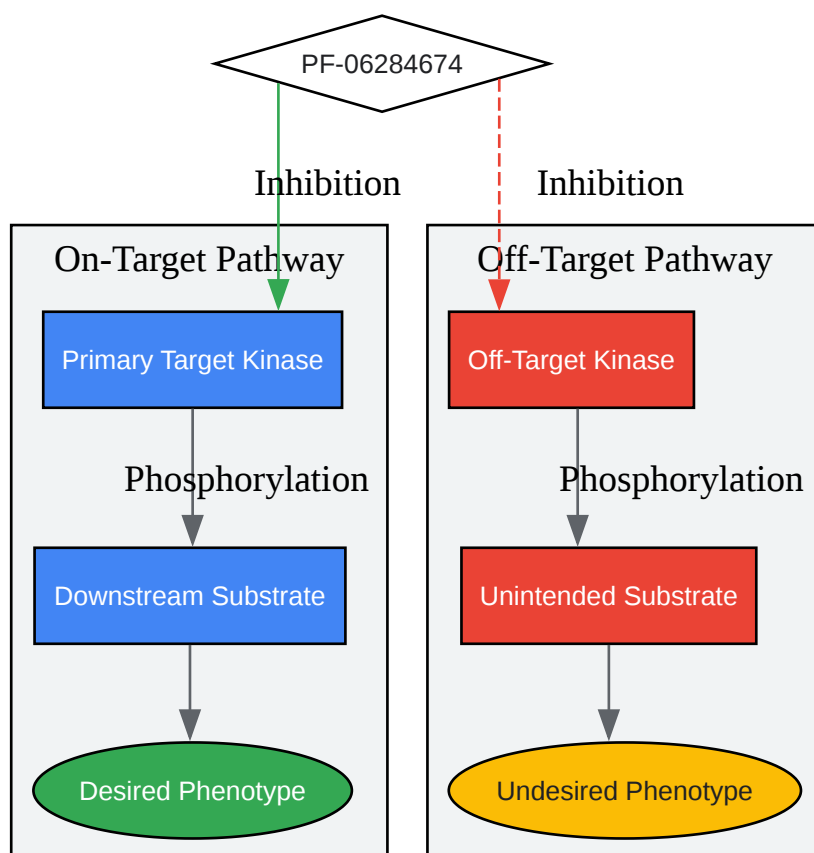 PF-06284674
Inhibition
Inhibition
On-Target Pathway
Off-Target Pathway
Primary Target Kinase
Off-Target Kinase
Phosphorylation
Phosphorylation
Downstream Substrate
Unintended Substrate
Desired Phenotype
Undesired Phenotype